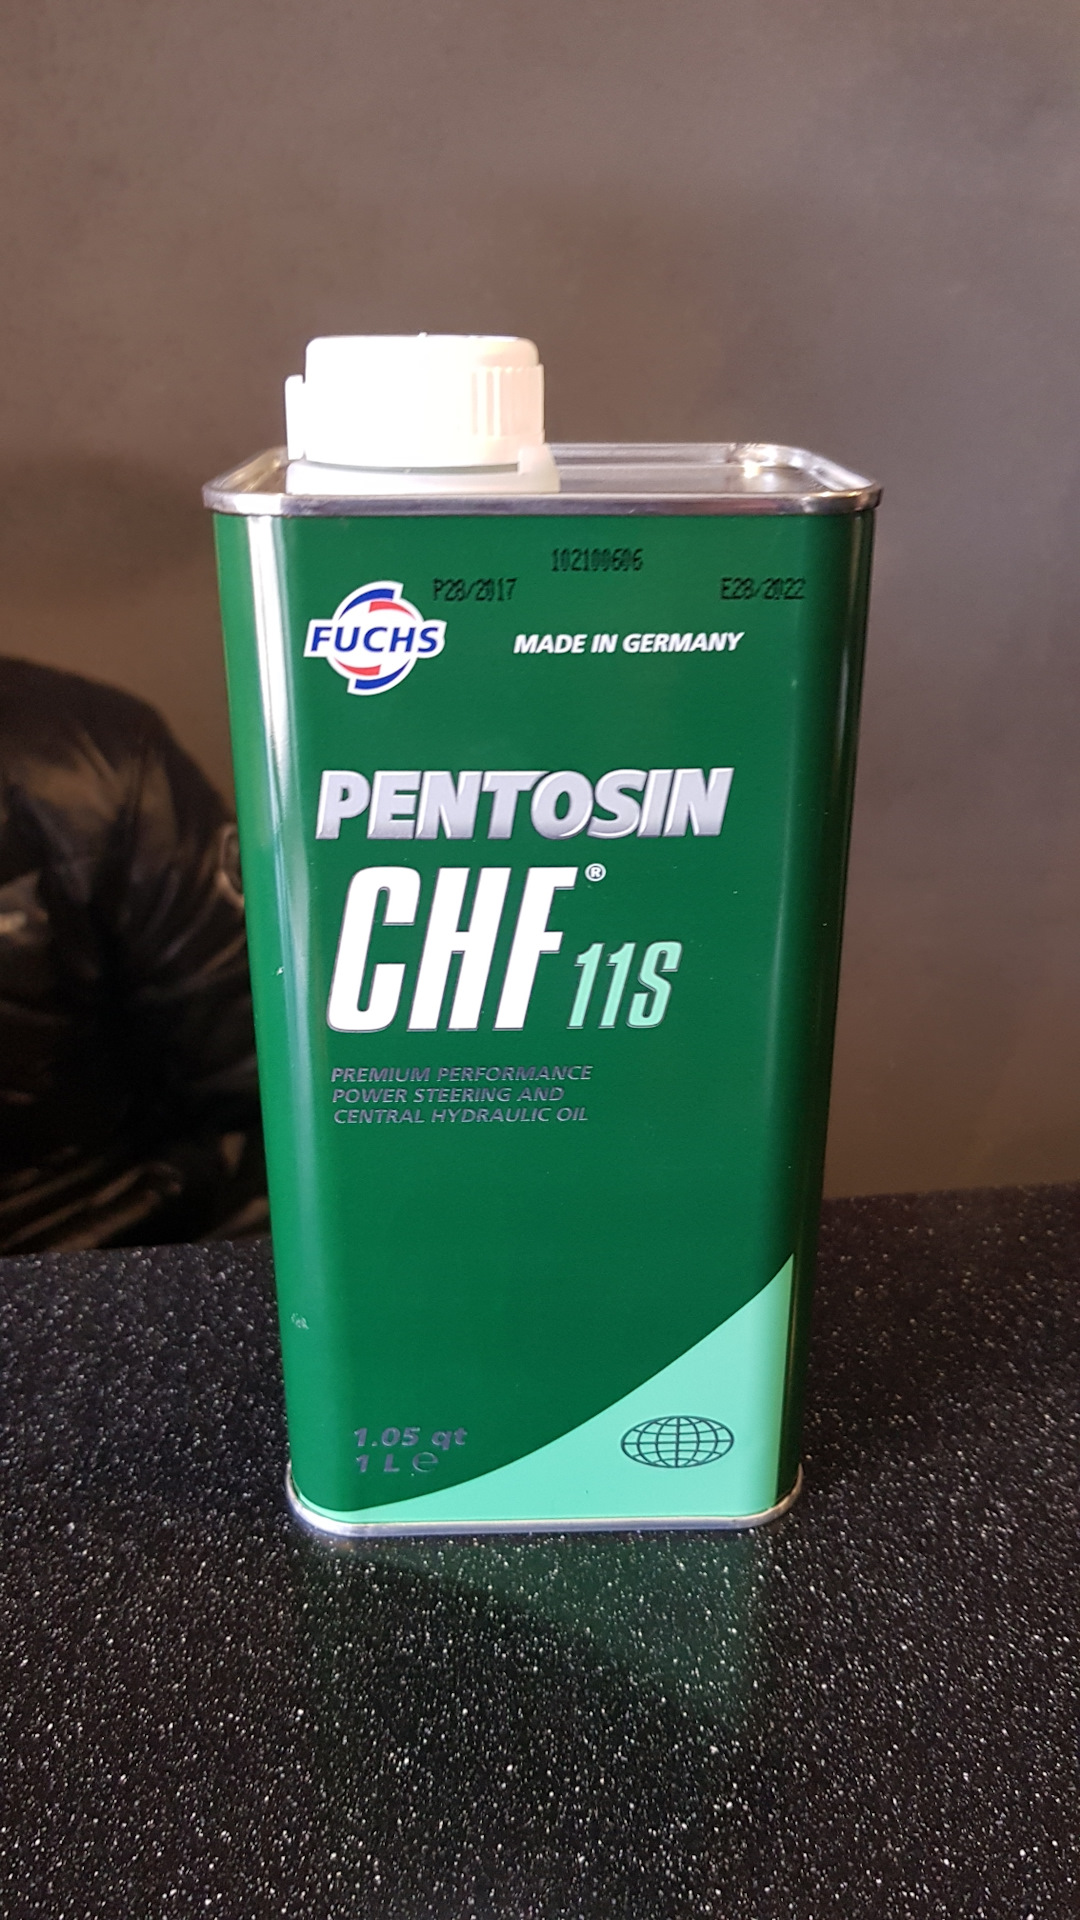 102100606
P28/2017 E28/2022
FUCHS
MADE IN GERMANY
PENTOSIN
CHF®
11S
PREMIUM PERFORMANCE
POWER STEERING AND
CENTRAL HYDRAULIC OIL
1.05 qt
1 L ℮